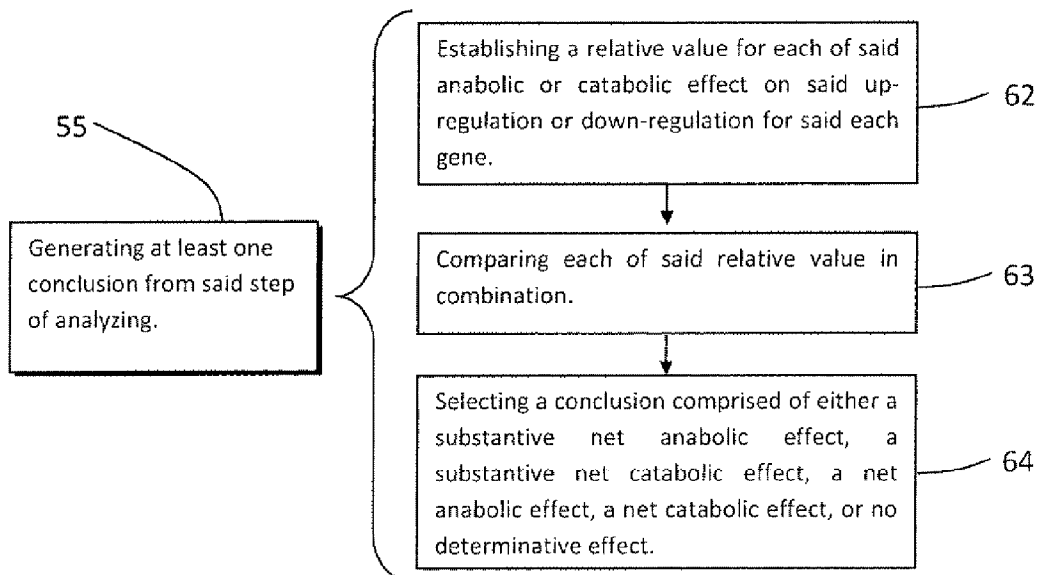 55
Generating at least one
conclusion from said step
of analyzing.
Establishing a relative value for each of said
anabolic or catabolic effect on said up-
regulation or down-regulation for said each
gene.
62
Comparing each of said relative value in
combination.
63
Selecting a conclusion comprised of either a
substantive net anabolic effect, a
substantive net catabolic effect, a net
anabolic effect, a net catabolic effect, or no
determinative effect.
64